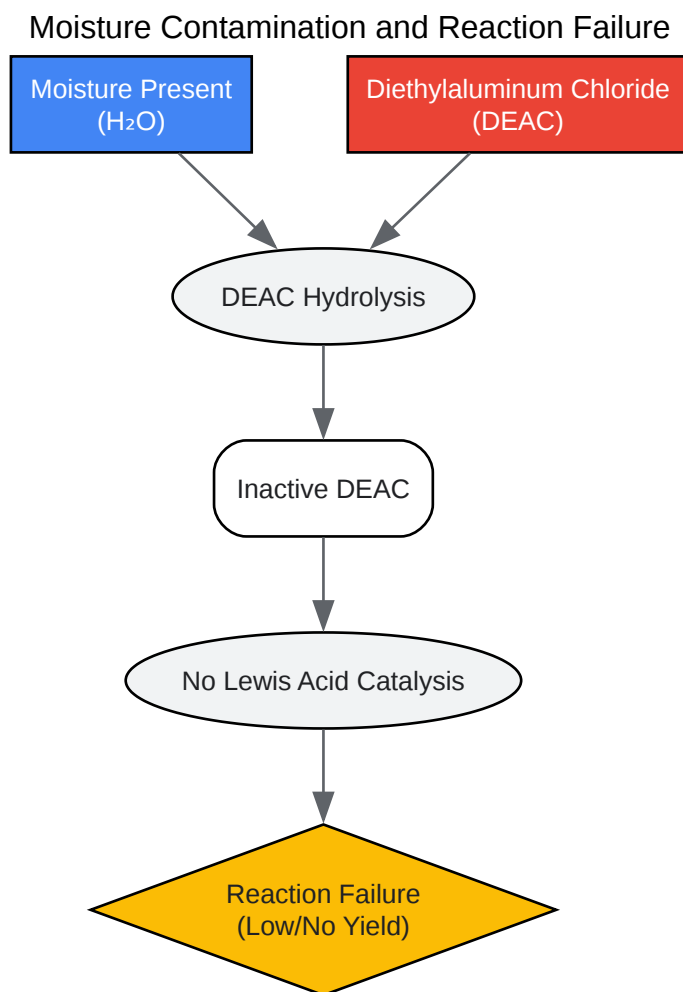 Moisture Contamination and Reaction Failure
Moisture Present
(H₂O)
Diethylaluminum Chloride
(DEAC)
DEAC Hydrolysis
Inactive DEAC
No Lewis Acid Catalysis
Reaction Failure
(Low/No Yield)